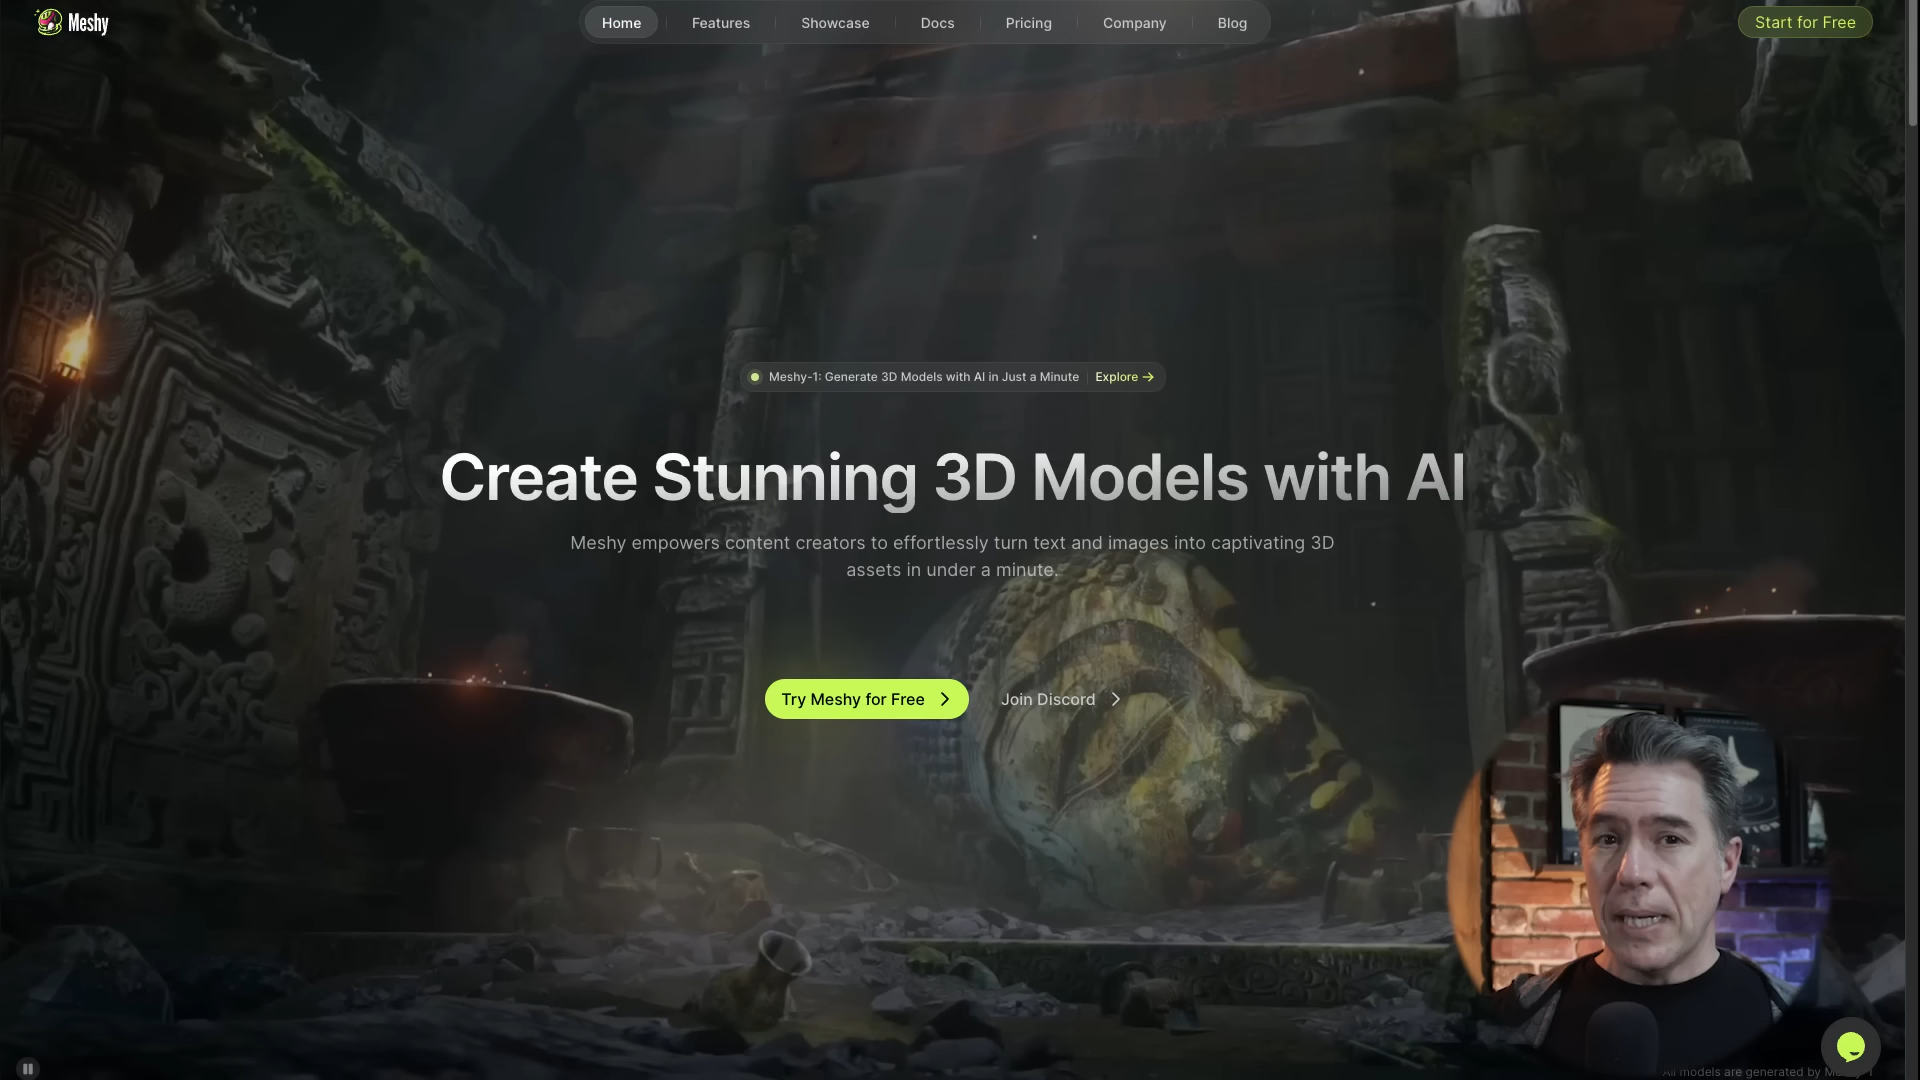 Meshy
Home
Features
Showcase
Docs
Pricing
Company
Blog
Start for Free
Meshy-1: Generate 3D Models with AI in Just a Minute
Explore
Create Stunning 3D Models with AI
Meshy empowers content creators to effortlessly turn text and images into captivating 3D
assets in under a minute.
Try Meshy for Free
Join Discord
All models are generated by